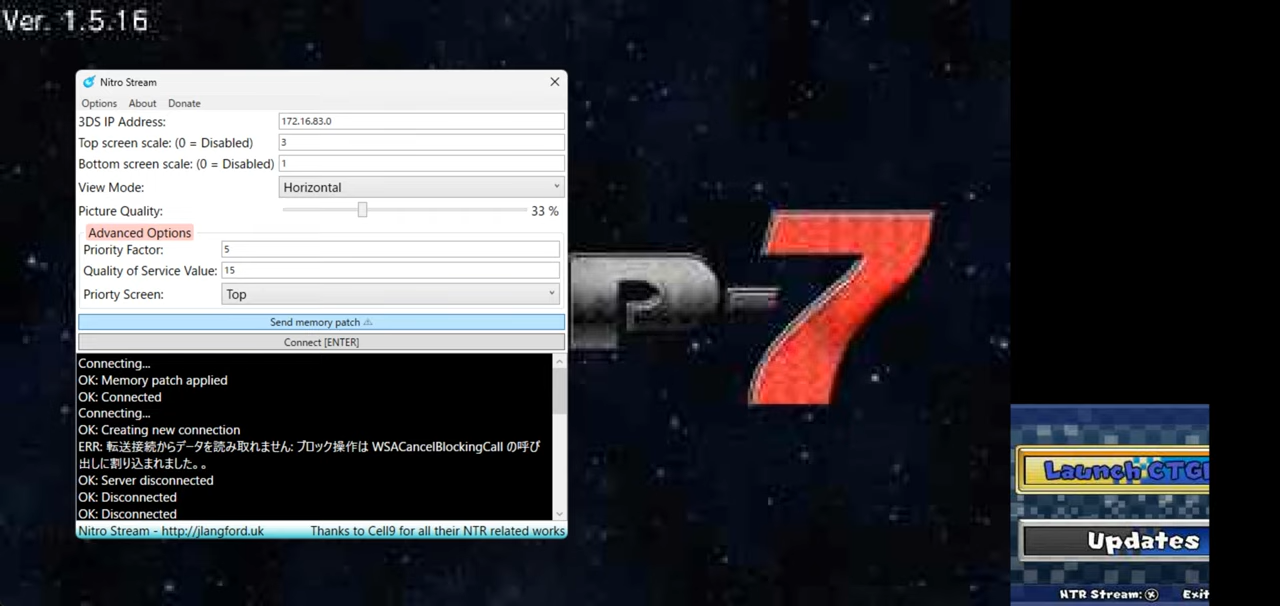 Ver. 1.5.16
Nitro Stream
Options About Donate
3DS IP Address: 172.16.83.0
Top screen scale: (0 = Disabled) 3
Bottom screen scale: (0 = Disabled) 1
View Mode: Horizontal
Picture Quality: 33 %
Advanced Options
Priority Factor: 5
Quality of Service Value: 15
Priorty Screen: Top
Send memory patch ⚠
Connect [ENTER]
Connecting...
OK: Memory patch applied
OK: Connected
Connecting...
OK: Creating new connection
ERR: 転送接続からデータを読み取れません: ブロック操作は WSACancelBlockingCall の呼び
出しに割り込まれました。。
OK: Server disconnected
OK: Disconnected
OK: Disconnected
Nitro Stream - http://jlangford.uk Thanks to Cell9 for all their NTR related works
P-7
Launch CTG
Updates
NTR Stream:ⓧ Exit